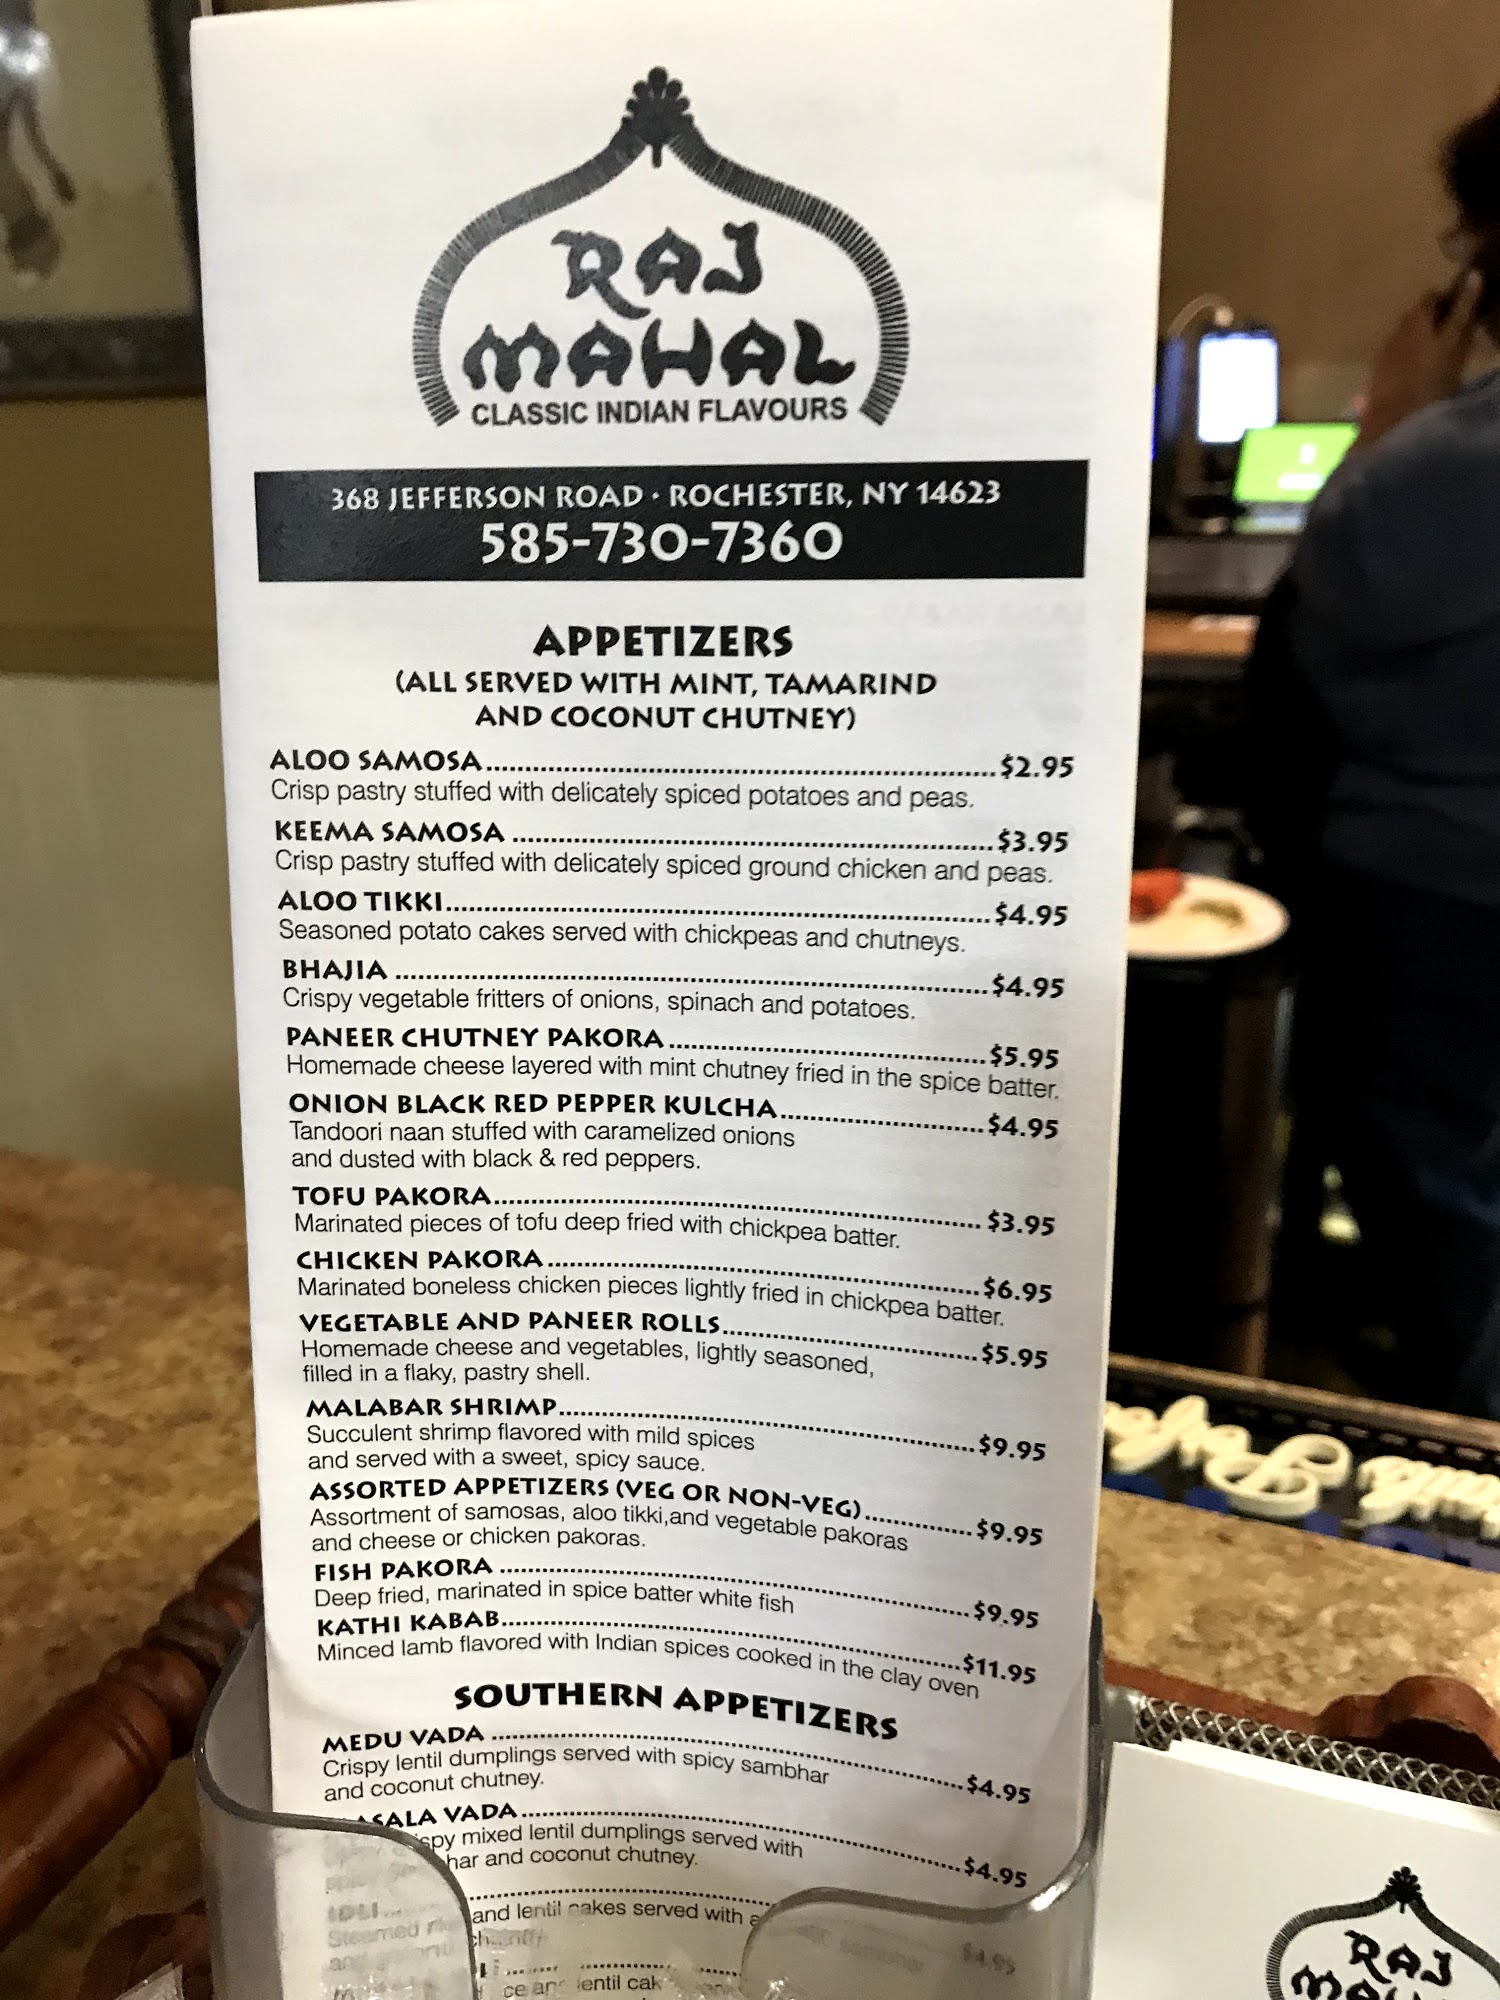 RAJ
MAHAL
CLASSIC INDIAN FLAVOURS
368 JEFFERSON ROAD • ROCHESTER, NY 14623
585-730-7360
APPETIZERS
(ALL SERVED WITH MINT, TAMARIND
AND COCONUT CHUTNEY)
ALOO SAMOSA $2.95
Crisp pastry stuffed with delicately spiced potatoes and peas.
KEEMA SAMOSA $3.95
Crisp pastry stuffed with delicately spiced ground chicken and peas.
ALOO TIKKI $4.95
Seasoned potato cakes served with chickpeas and chutneys.
BHAJIA $4.95
Crispy vegetable fritters of onions, spinach and potatoes.
PANEER CHUTNEY PAKORA $5.95
Homemade cheese layered with mint chutney fried in the spice batter.
ONION BLACK RED PEPPER KULCHA $4.95
Tandoori naan stuffed with caramelized onions
and dusted with black & red peppers.
TOFU PAKORA $3.95
Marinated pieces of tofu deep fried with chickpea batter.
CHICKEN PAKORA $6.95
Marinated boneless chicken pieces lightly fried in chickpea batter.
VEGETABLE AND PANEER ROLLS $5.95
Homemade cheese and vegetables, lightly seasoned,
filled in a flaky, pastry shell.
MALABAR SHRIMP $9.95
Succulent shrimp flavored with mild spices
and served with a sweet, spicy sauce.
ASSORTED APPETIZERS (VEG OR NON-VEG) $9.95
Assortment of samosas, aloo tikki,and vegetable pakoras
and cheese or chicken pakoras.
FISH PAKORA $9.95
Deep fried, marinated in spice batter white fish
KATHI KABAB $11.95
Minced lamb flavored with Indian spices cooked in the clay oven
SOUTHERN APPETIZERS
MEDU VADA $4.95
Crispy lentil dumplings served with spicy sambhar
and coconut chutney.
VADA $4.95
mixed lentil dumplings served with
and coconut chutney.
IDLI
Steamed and lentil cakes served with
lentil
RAJ